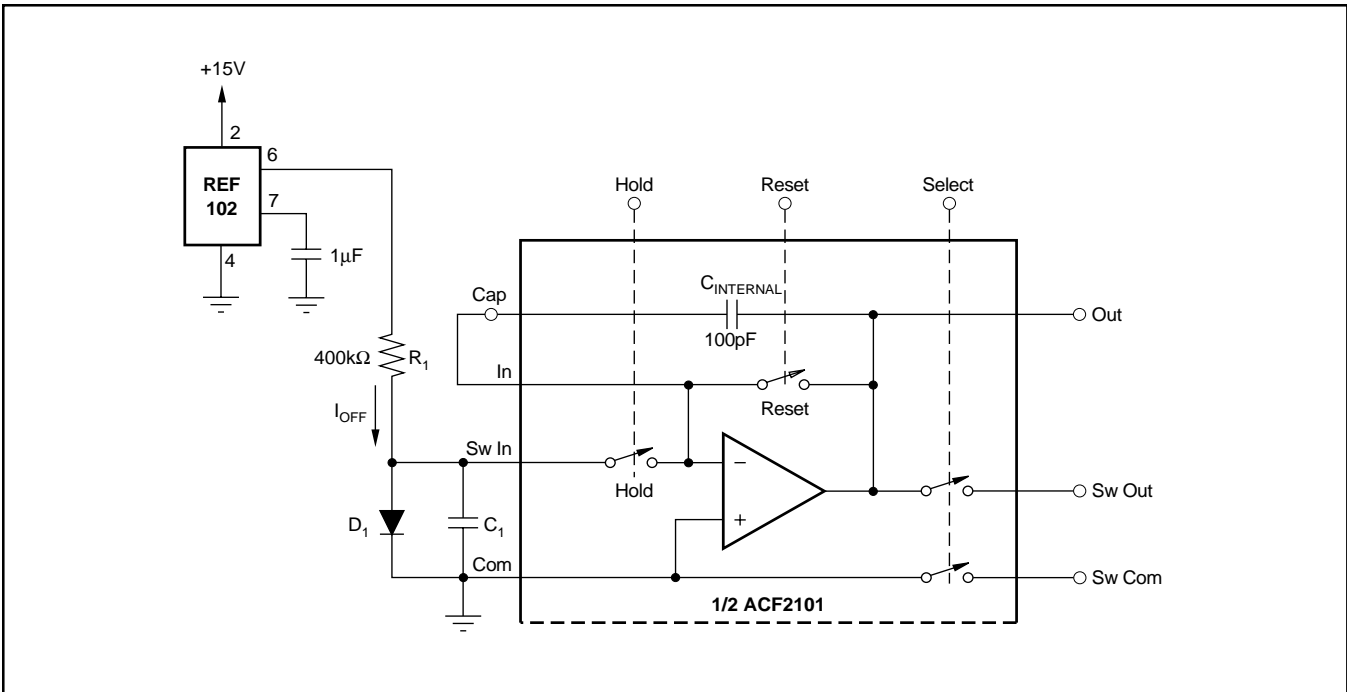 +15V
2
6
REF
102
7
4
1µF
400kΩ
R1
IOFF
Hold
Reset
Select
Cap
CINTERNAL
100pF
Out
In
Reset
Sw In
Hold
−
+
Sw Out
D1
C1
Com
Sw Com
1/2 ACF2101